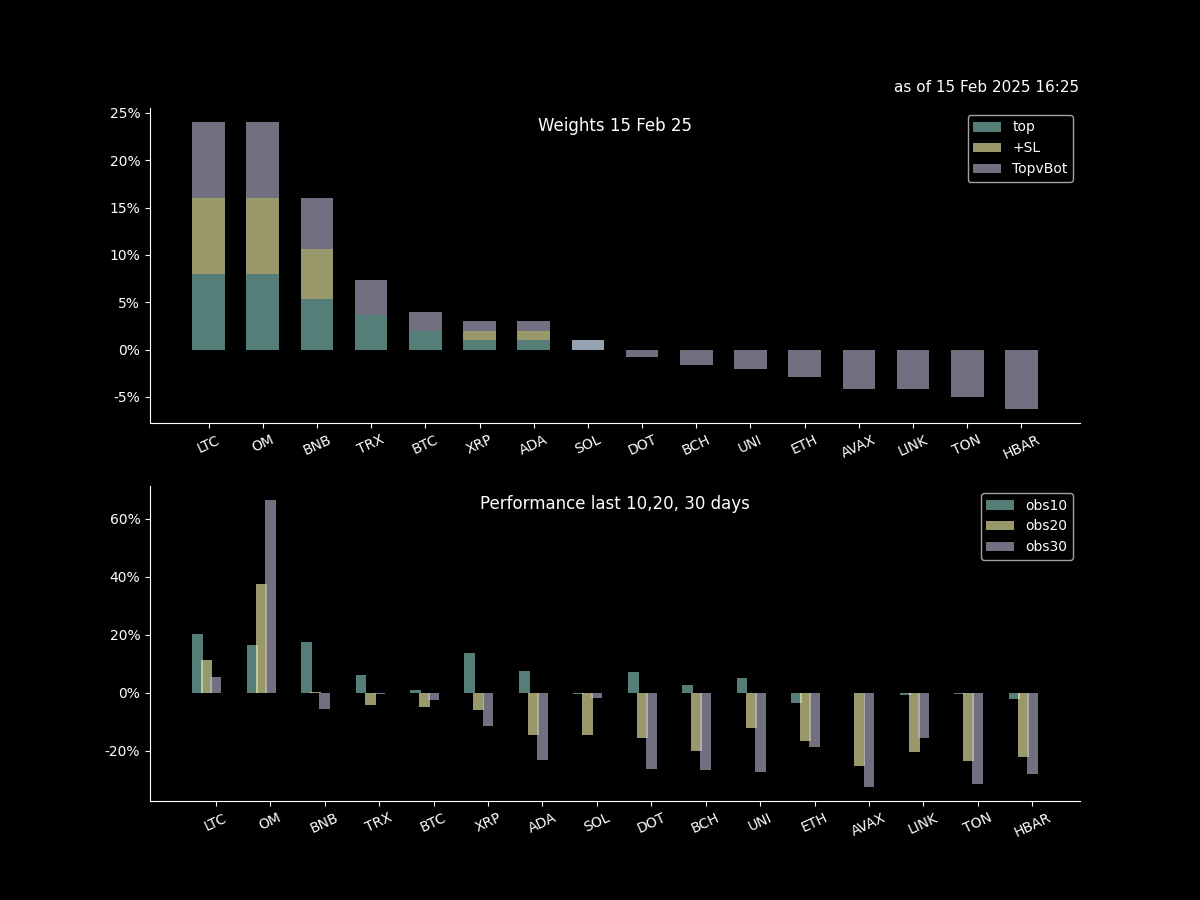 as of 15 Feb 2025 16:25
Weights 15 Feb 25
top
+SL
TopvBot
25%
20%
15%
10%
5%
0%
-5%
LTC OM BNB TRX BTC XRP ADA SOL DOT BCH UNI ETH AVAX LINK TON HBAR
Performance last 10,20, 30 days
obs10
obs20
obs30
60%
40%
20%
0%
-20%
LTC OM BNB TRX BTC XRP ADA SOL DOT BCH UNI ETH AVAX LINK TON HBAR